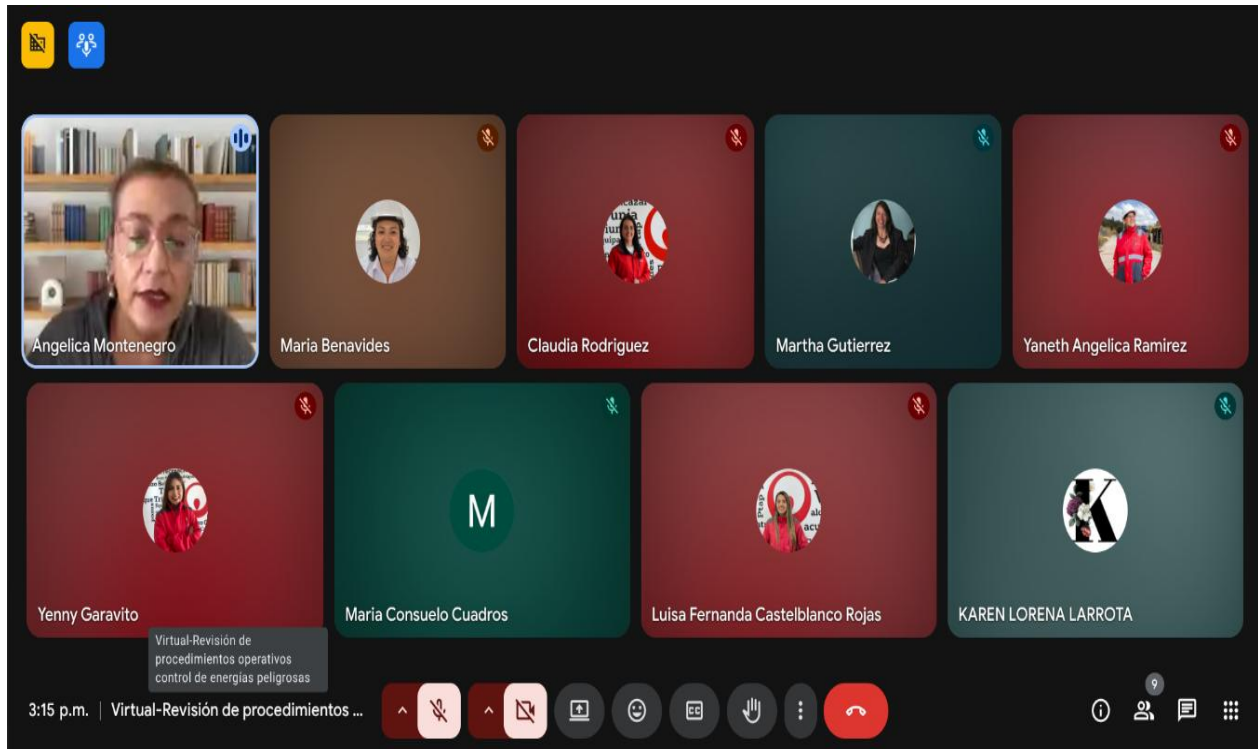 Angelica Montenegro
Maria Benavides
Claudia Rodriguez
Martha Gutierrez
Yaneth Angelica Ramirez
Yenny Garavito
M
Maria Consuelo Cuadros
Luisa Fernanda Castelblanco Rojas
K
KAREN LORENA LARROTA
Virtual-Revisión de
procedimientos operativos
control de energías peligrosas
3:15 p.m. | Virtual-Revisión de procedimientos ...
CC
9